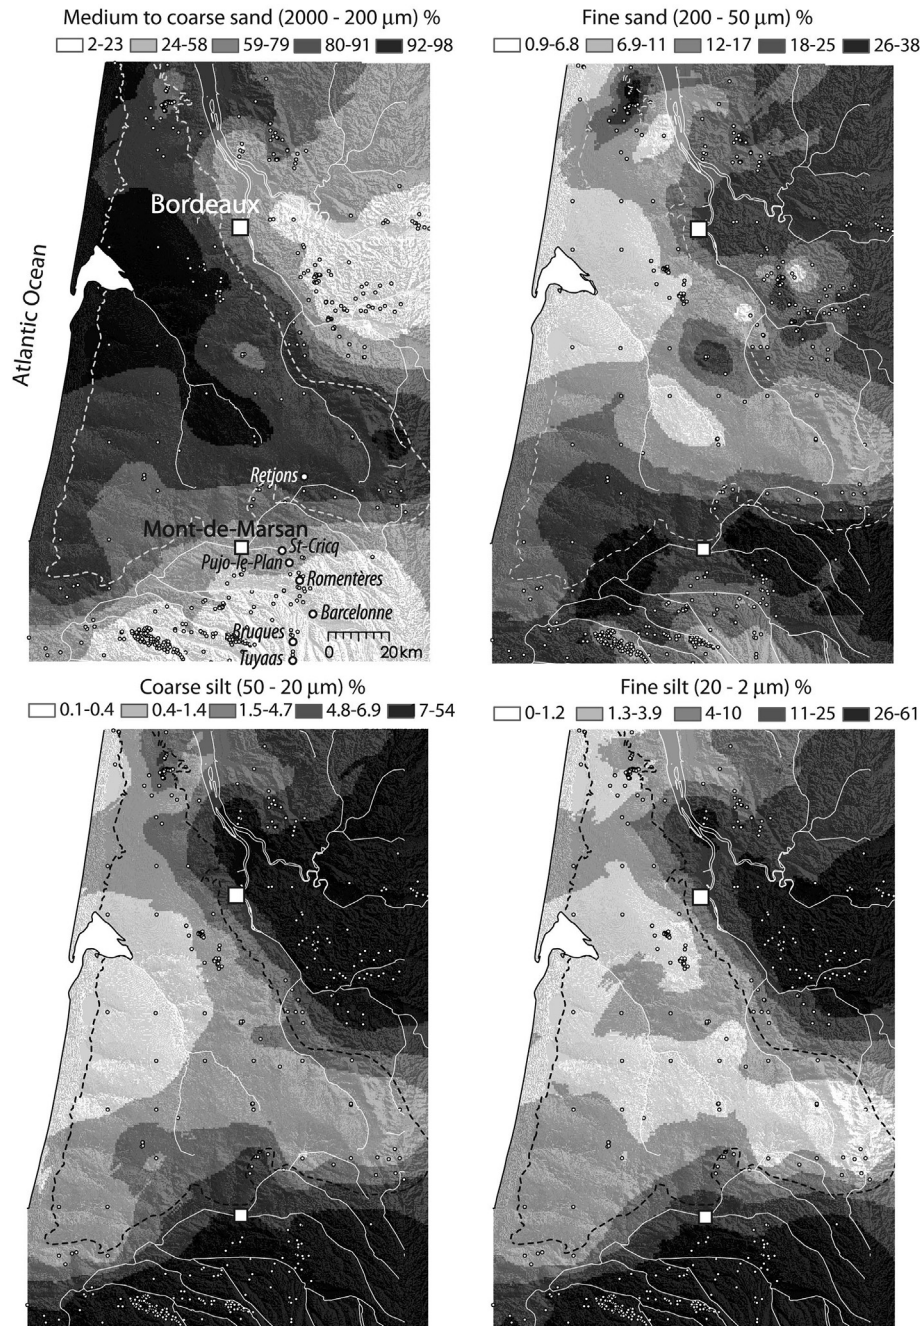 Medium to coarse sand (2000 - 200 μm) %
2-23 24-58 59-79 80-91 92-98
Fine sand (200 - 50 μm) %
0.9-6.8 6.9-11 12-17 18-25 26-38
Bordeaux
Atlantic Ocean
Retjons
Mont-de-Marsan
St-Cricq
Pujo-le-Plan
Romentères
Barcelonne
Bruques
0 20 km
Tuyaas
Coarse silt (50 - 20 μm) %
0.1-0.4 0.4-1.4 1.5-4.7 4.8-6.9 7-54
Fine silt (20 - 2μm) %
0-1.2 1.3-3.9 4-10 11-25 26-61